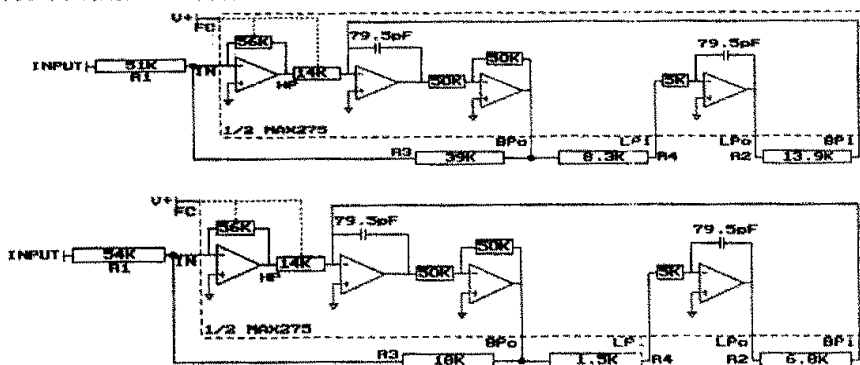 V+
FC
56K
79.5pF
50K
79.5pF
INPUT 51K IN HP 14K 50K 5K
R1
1/2 MAX275 BPo LPI LPo BPI
R3 39K 8.3K R4 R2 13.9K
V+
FC
56K
79.5pF
50K
79.5pF
INPUT 54K IN HP 14K 50K 5K
R1
1/2 MAX275 BPo LP LPo BPI
R3 18K 1.5K R4 R2 6.8K